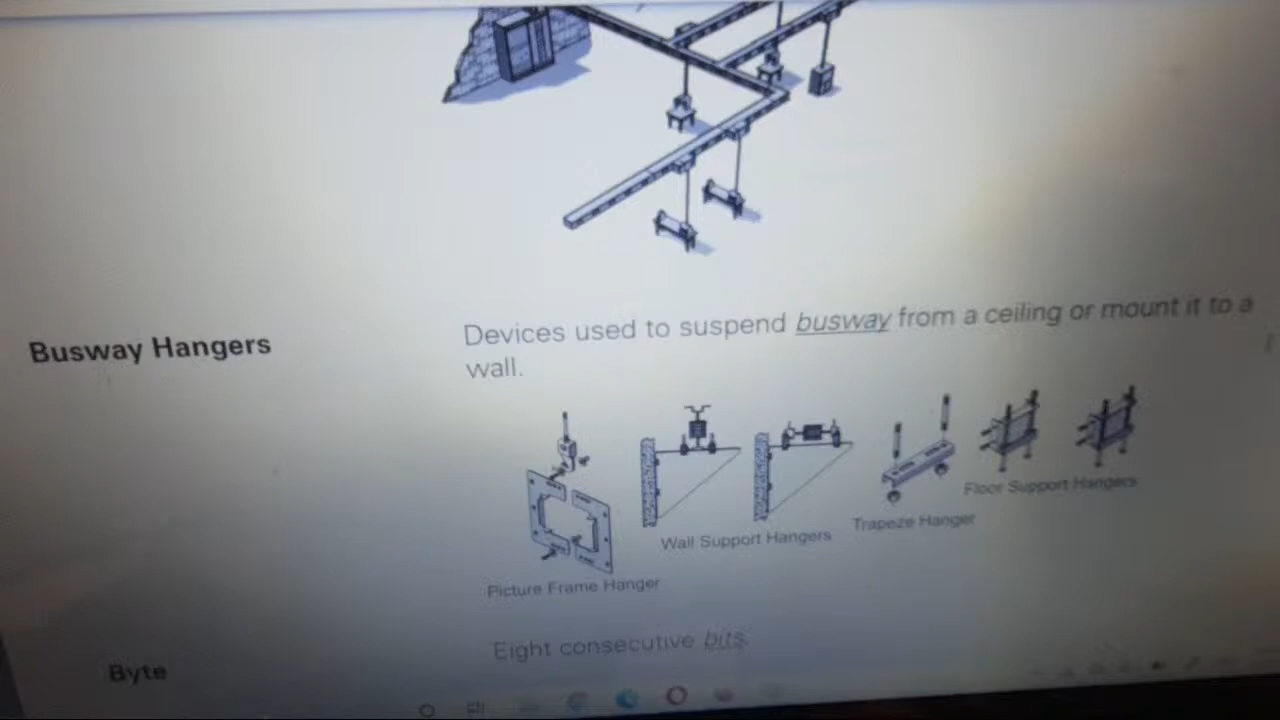 Busway Hangers
Devices used to suspend busway from a ceiling or mount it to a
wall.
Picture Frame Hanger
Wall Support Hangers
Trapeze Hanger
Floor Support Hangers
Byte
Eight consecutive bits.